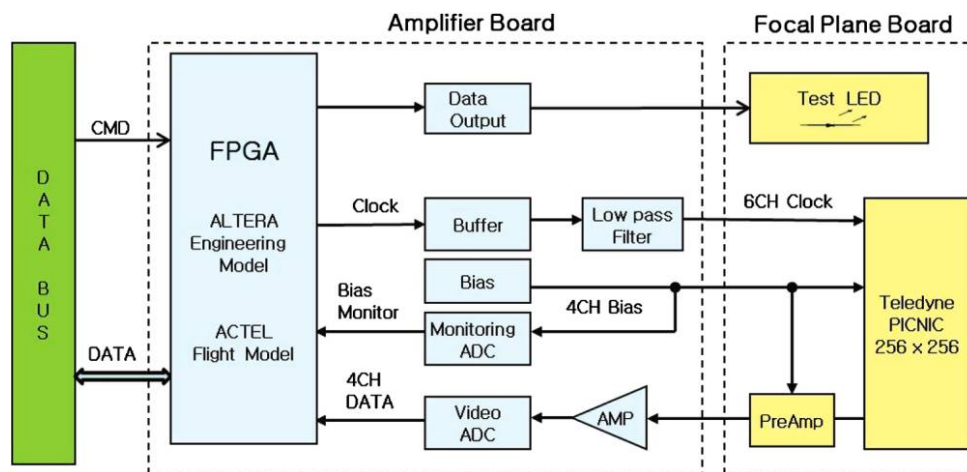 Amplifier Board
Focal Plane Board
DATA BUS
CMD
DATA
FPGA
ALTERA
Engineering
Model
ACTEL
Flight Model
Data
Output
Test LED
Clock
Buffer
Low pass
Filter
6CH Clock
Bias
Bias
Monitor
4CH Bias
Monitoring
ADC
Teledyne
PICNIC
256 x 256
4CH
DATA
Video
ADC
AMP
PreAmp